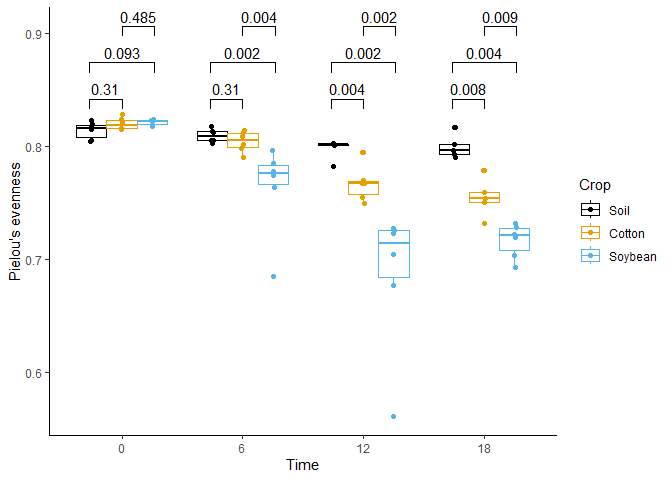 0.485 0.004 0.002 0.009
0.093 0.002 0.002 0.004
0.31 0.31 0.004 0.008
0.9
0.8
0.7
0.6
Pielou's evenness
0 6 12 18
Time
Crop
Soil
Cotton
Soybean